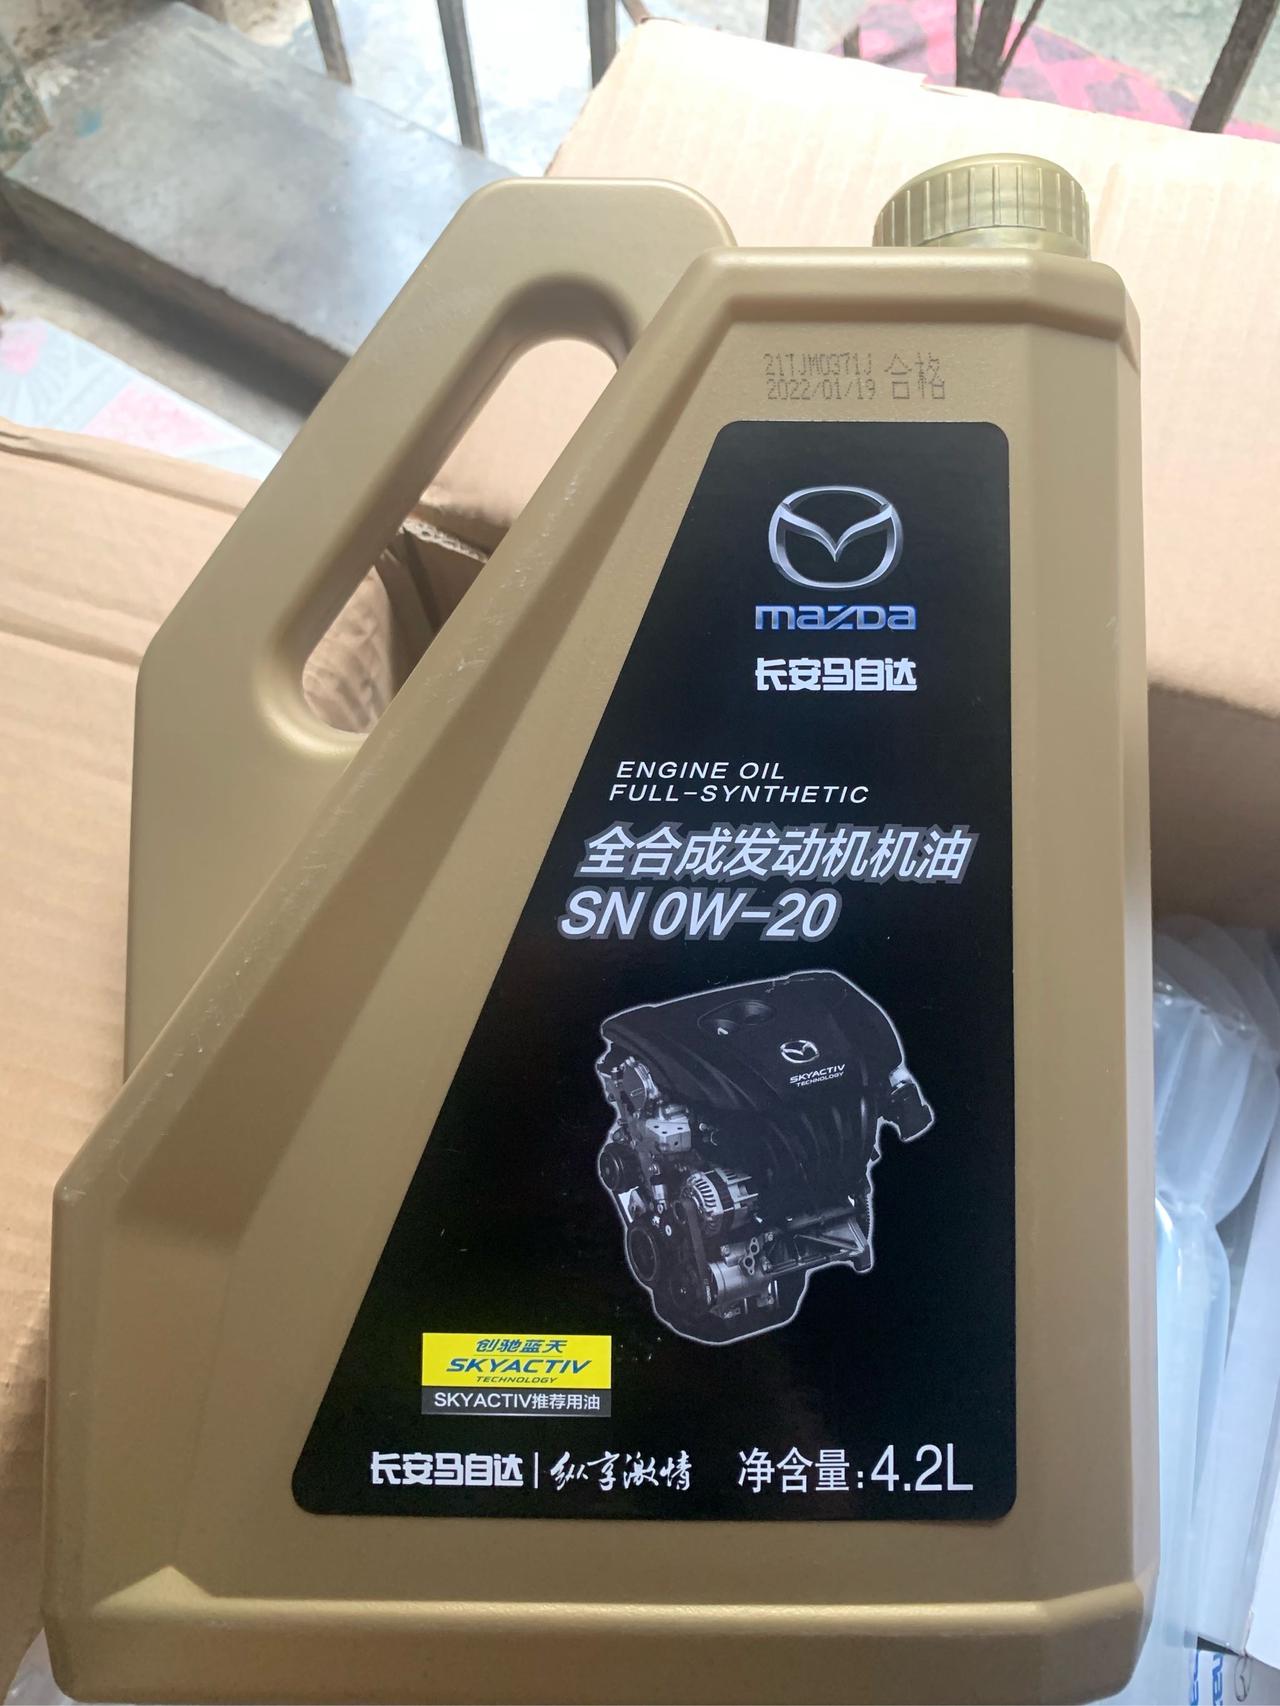 21TJM0371J 合格
2022/01/19
mazda
长安马自达
ENGINE OIL
FULL-SYNTHETIC
全合成发动机机油
SN 0W-20
SKYACTIV
TECHNOLOGY
创驰蓝天
SKYACTIV
TECHNOLOGY
SKYACTIV推荐用油
长安马自达|纵享激情 净含量:4.2L